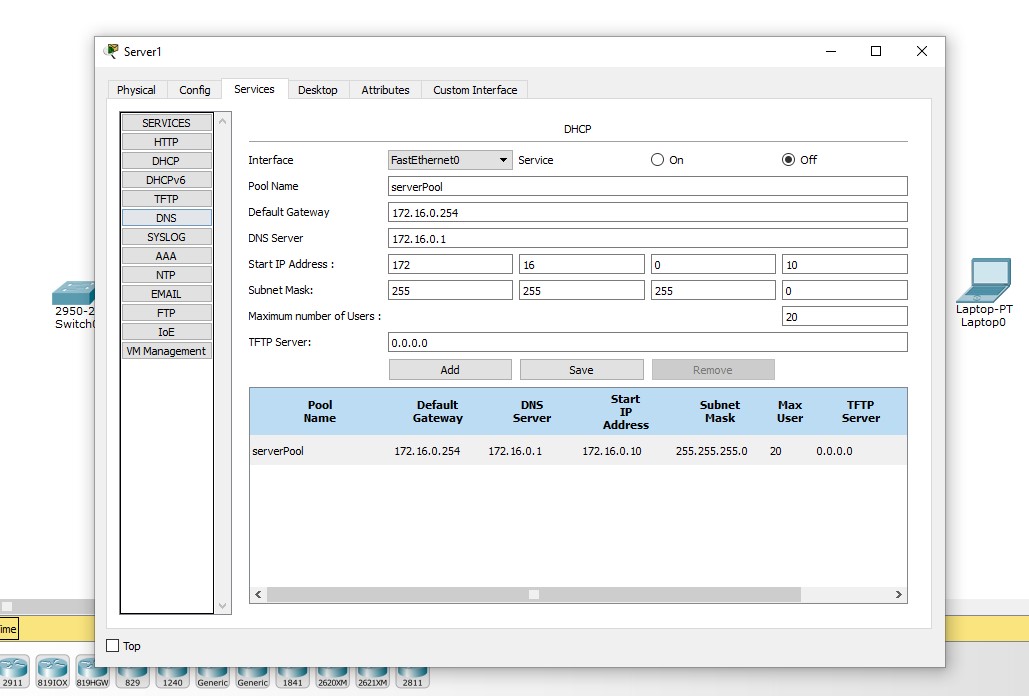 Server1
Physical Config Services Desktop Attributes Custom Interface
SERVICES
HTTP
DHCP
DHCPv6
TFTP
DNS
SYSLOG
AAA
NTP
EMAIL
FTP
IoE
VM Management
DHCP
Interface FastEthernet0 Service On Off
Pool Name serverPool
Default Gateway 172.16.0.254
DNS Server 172.16.0.1
Start IP Address : 172 16 0 10
Subnet Mask: 255 255 255 0
Maximum number of Users : 20
TFTP Server: 0.0.0.0
Add Save Remove
Pool Name Default Gateway DNS Server Start IP Address Subnet Mask Max User TFTP Server
serverPool 172.16.0.254 172.16.0.1 172.16.0.10 255.255.255.0 20 0.0.0.0
Top
2950-2
Switch0
Laptop-PT
Laptop0
ime
2911 819IOX 819HGW 829 1240 Generic Generic 1841 2620XM 2621XM 2811